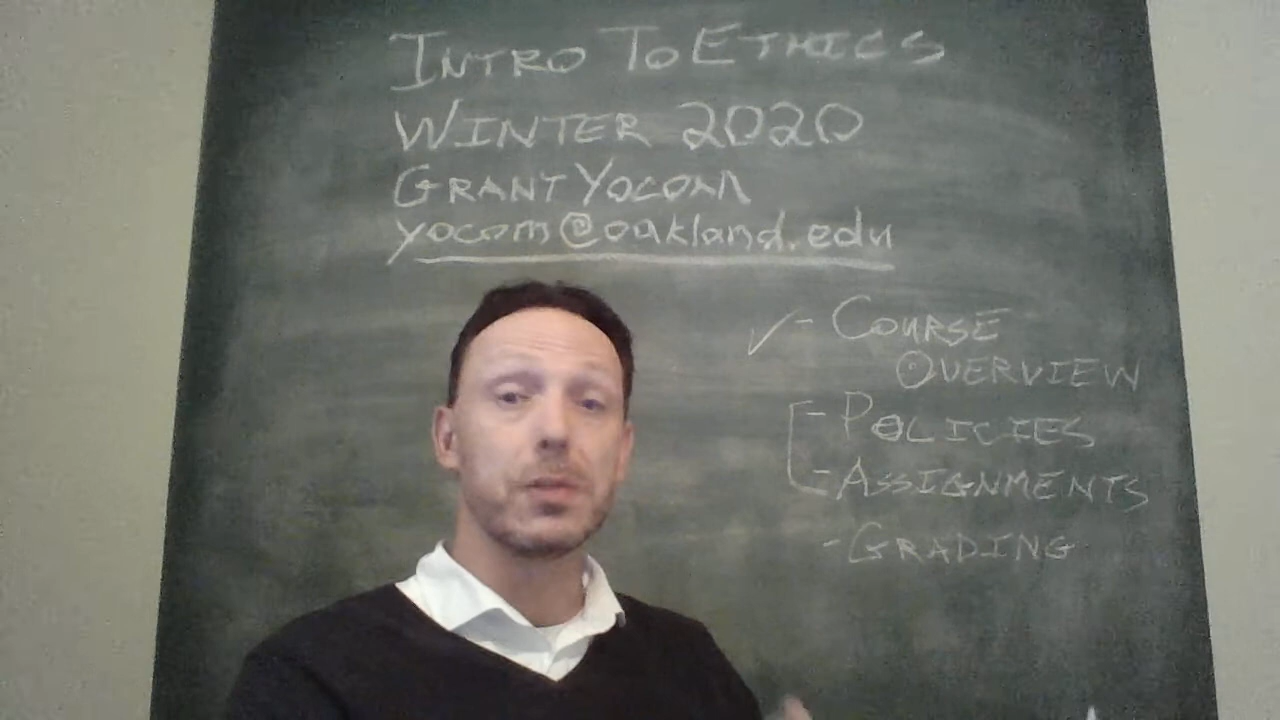 INTRO TO ETHICS
WINTER 2020
GRANT YOCOM
yocom@oakland.edu
✓ - COURSE
OVERVIEW
- POLICIES
- ASSIGNMENTS
- GRADING